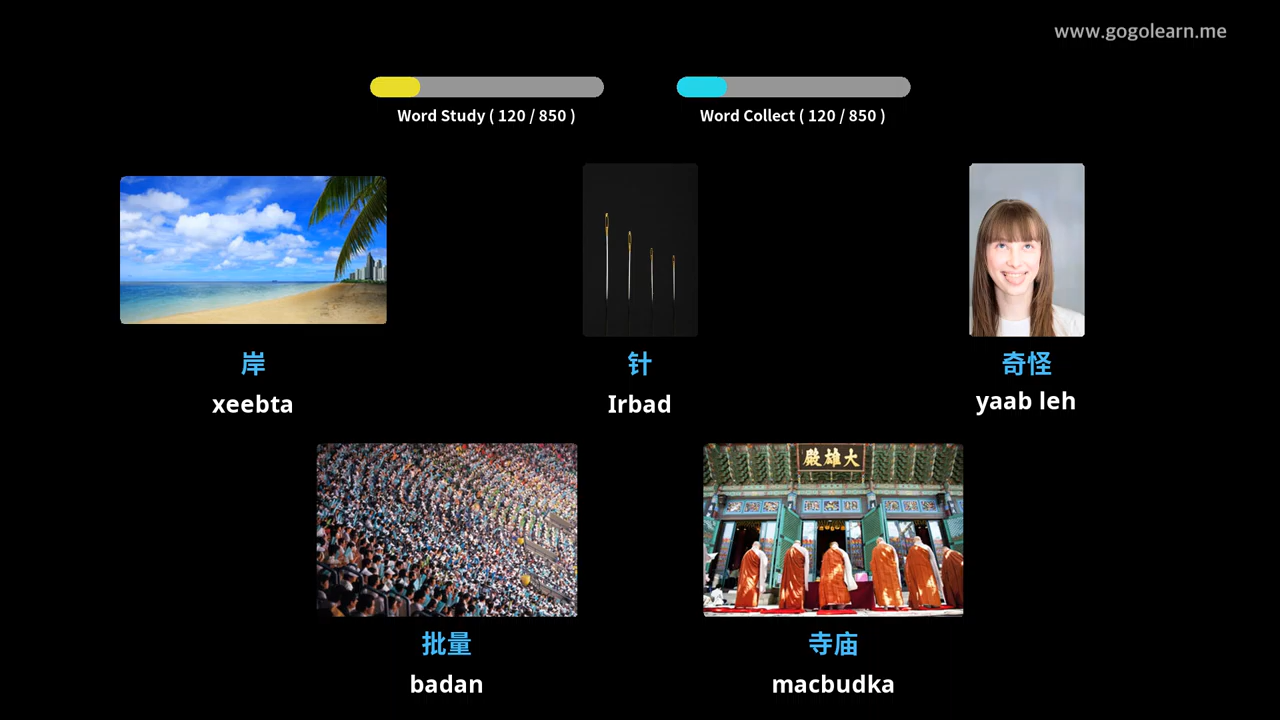 www.gogolearn.me
Word Study ( 120 / 850 )
Word Collect ( 120 / 850 )
岸
针
奇怪
xeebta
Irbad
yaab leh
大雄殿
批量
寺庙
badan
macbudka